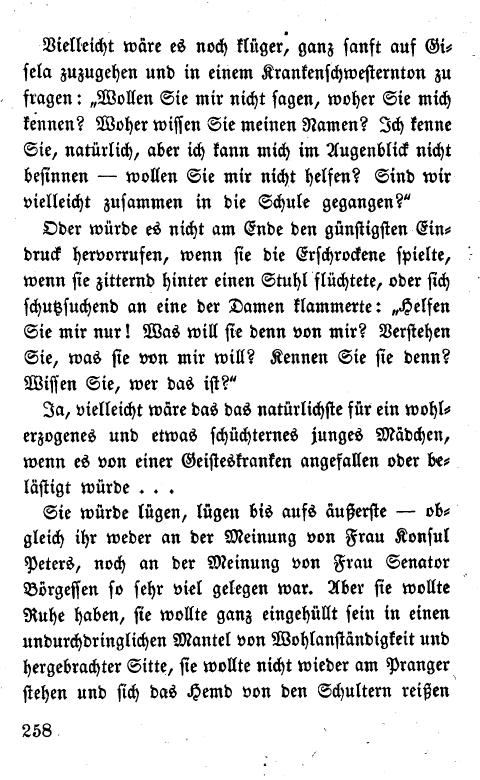 Vielleicht wäre es noch klüger, ganz sanft auf Gi⸗
sela zuzugehen und in einem Krankenschwesternton zu
fragen: „Wollen Sie mir nicht sagen, woher Sie mich
kennen? Woher wissen Sie meinen Namen? Ich kenne
Sie, natürlich, aber ich kann mich im Augenblick nicht
besinnen — wollen Sie mir nicht helfen? Sind wir
vielleicht zusammen in die Schule gegangen?“
Oder würde es nicht am Ende den günstigsten Ein⸗
druck hervorrufen, wenn sie die Erschrockene spielte,
wenn sie zitternd hinter einen Stuhl flüchtete, oder sich
schutzsuchend an eine der Damen klammerte: „Helfen
Sie mir nur! Was will sie denn von mir? Verstehen
Sie, was sie von mir will? Kennen Sie sie denn?
Wissen Sie, wer das ist?“
Ja, vielleicht wäre das das natürlichste für ein wohl⸗
erzogenes und etwas schüchternes junges Mädchen,
wenn es von einer Geisteskranken angefallen oder be⸗
lästigt würde . . .
Sie würde lügen, lügen bis aufs äußerste — ob⸗
gleich ihr weder an der Meinung von Frau Konsul
Peters, noch an der Meinung von Frau Senator
Börgessen so sehr viel gelegen war. Aber sie wollte
Ruhe haben, sie wollte ganz eingehüllt sein in einen
undurchdringlichen Mantel von Wohlanständigkeit und
hergebrachter Sitte, sie wollte nicht wieder am Pranger
stehen und sich das Hemd von den Schultern reißen
258